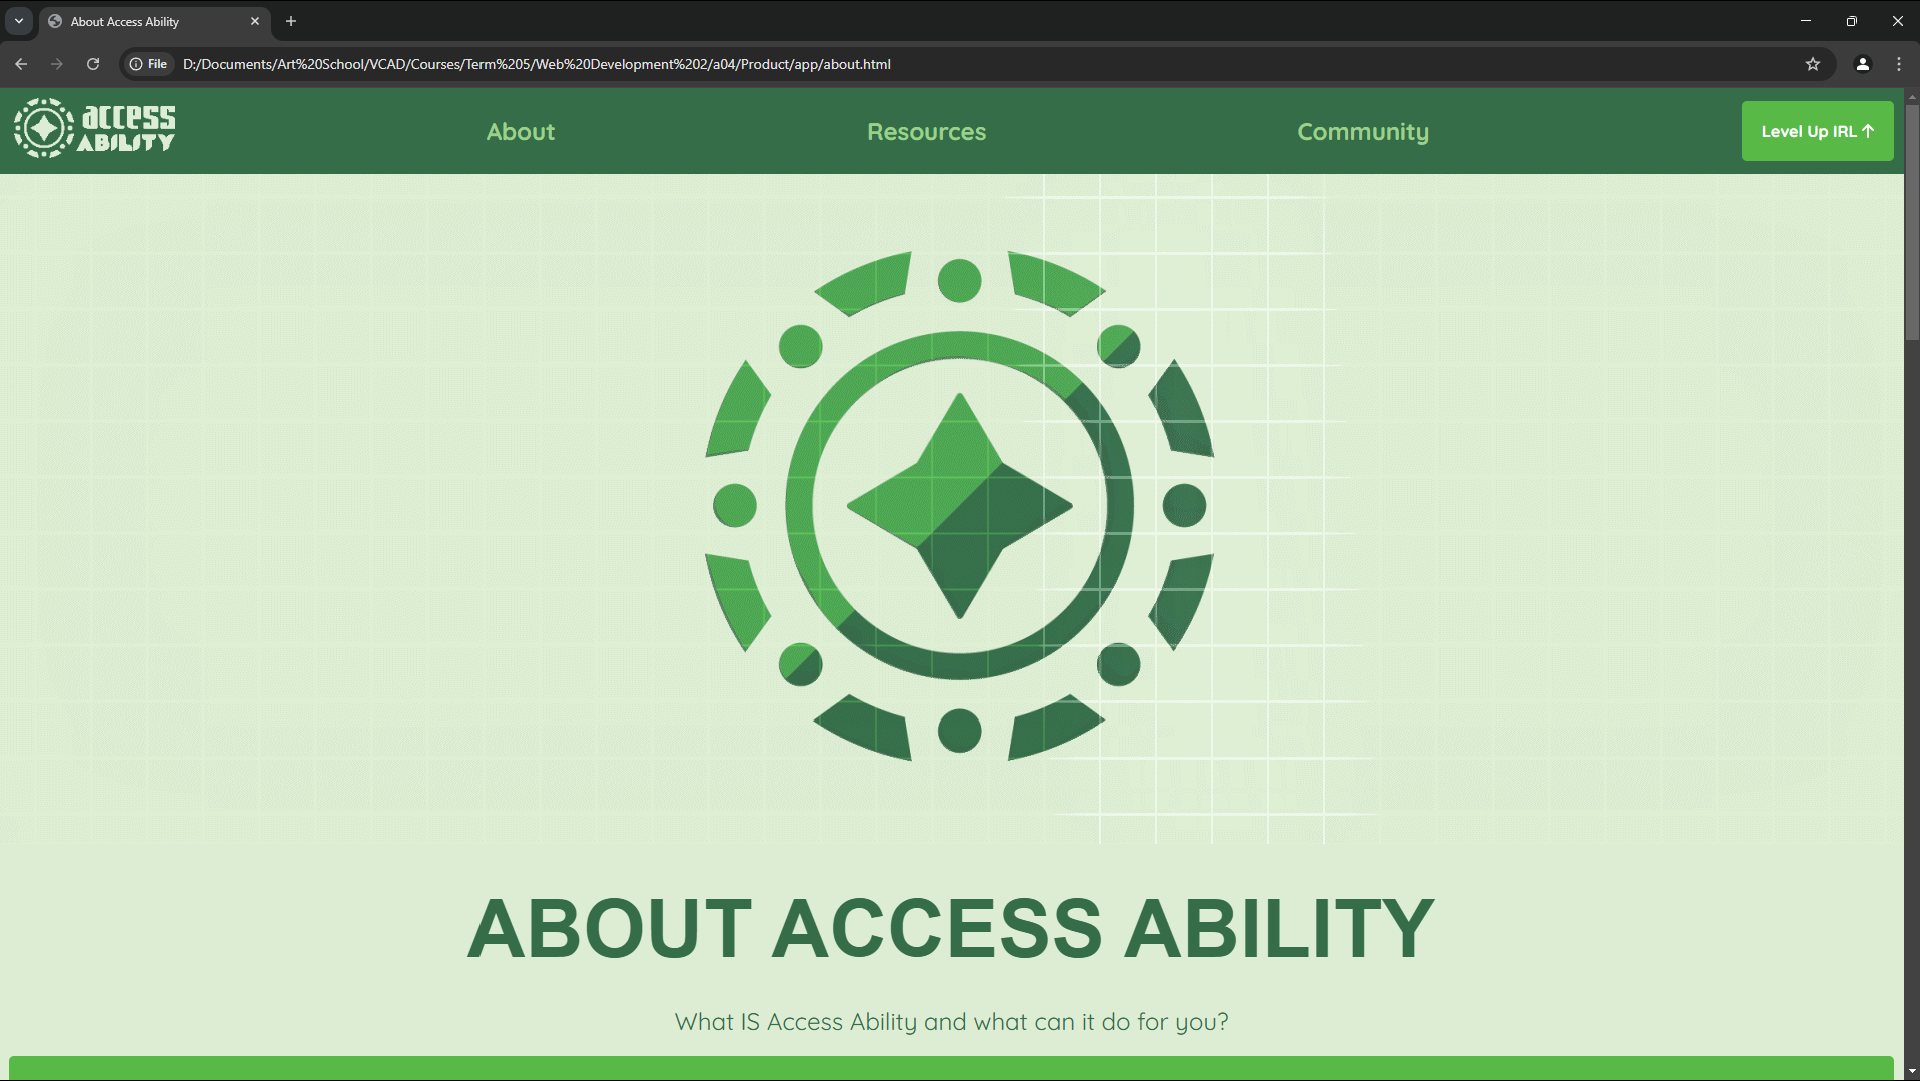 About Access Ability
File
D:/Documents/Art%20School/VCAD/Courses/Term%205/Web%20Development%202/a04/Product/app/about.html
access
ABILITY
About
Resources
Community
Level Up IRL ↑
ABOUT ACCESS ABILITY
What IS Access Ability and what can it do for you?